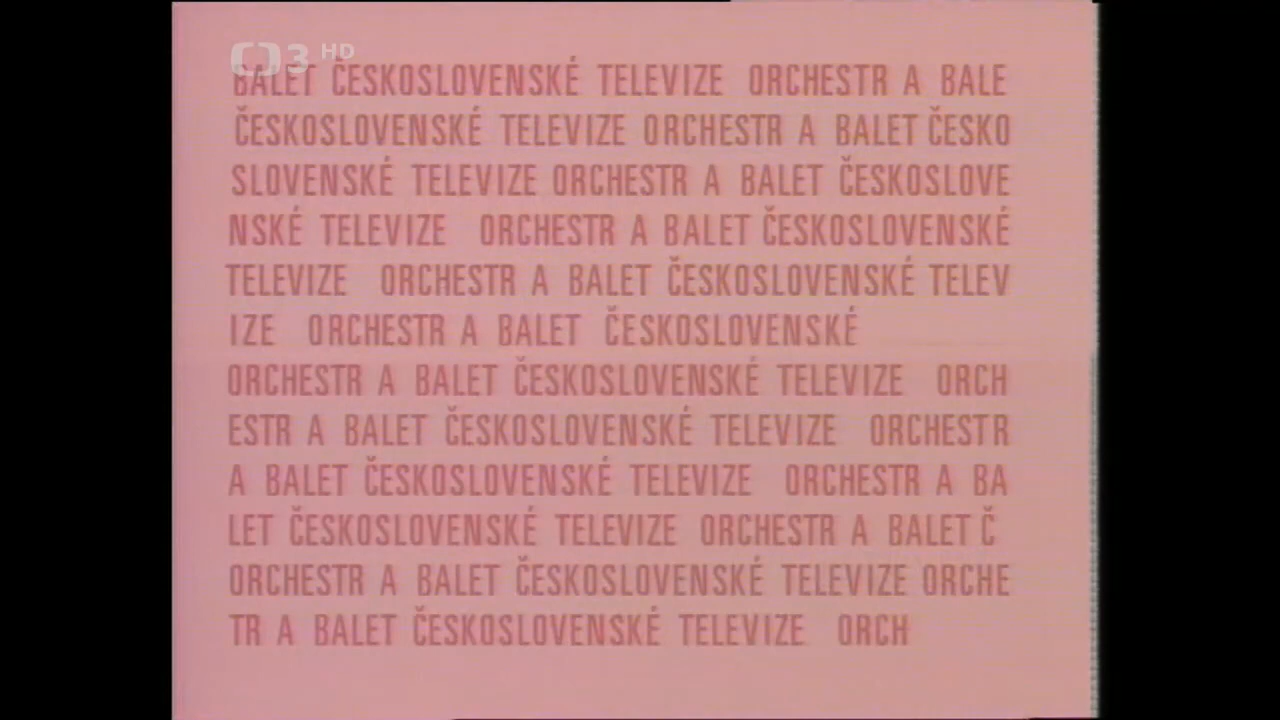 ČT3 HD
BALET ČESKOSLOVENSKÉ TELEVIZE ORCHESTR A BALE
ČESKOSLOVENSKÉ TELEVIZE ORCHESTR A BALET ČESKO
SLOVENSKÉ TELEVIZE ORCHESTR A BALET ČESKOSLOVE
NSKÉ TELEVIZE ORCHESTR A BALET ČESKOSLOVENSKÉ
TELEVIZE ORCHESTR A BALET ČESKOSLOVENSKÉ TELEV
IZE ORCHESTR A BALET ČESKOSLOVENSKÉ
ORCHESTR A BALET ČESKOSLOVENSKÉ TELEVIZE ORCH
ESTR A BALET ČESKOSLOVENSKÉ TELEVIZE ORCHESTR
A BALET ČESKOSLOVENSKÉ TELEVIZE ORCHESTR A BA
LET ČESKOSLOVENSKÉ TELEVIZE ORCHESTR A BALET Č
ORCHESTR A BALET ČESKOSLOVENSKÉ TELEVIZE ORCHE
TR A BALET ČESKOSLOVENSKÉ TELEVIZE ORCH